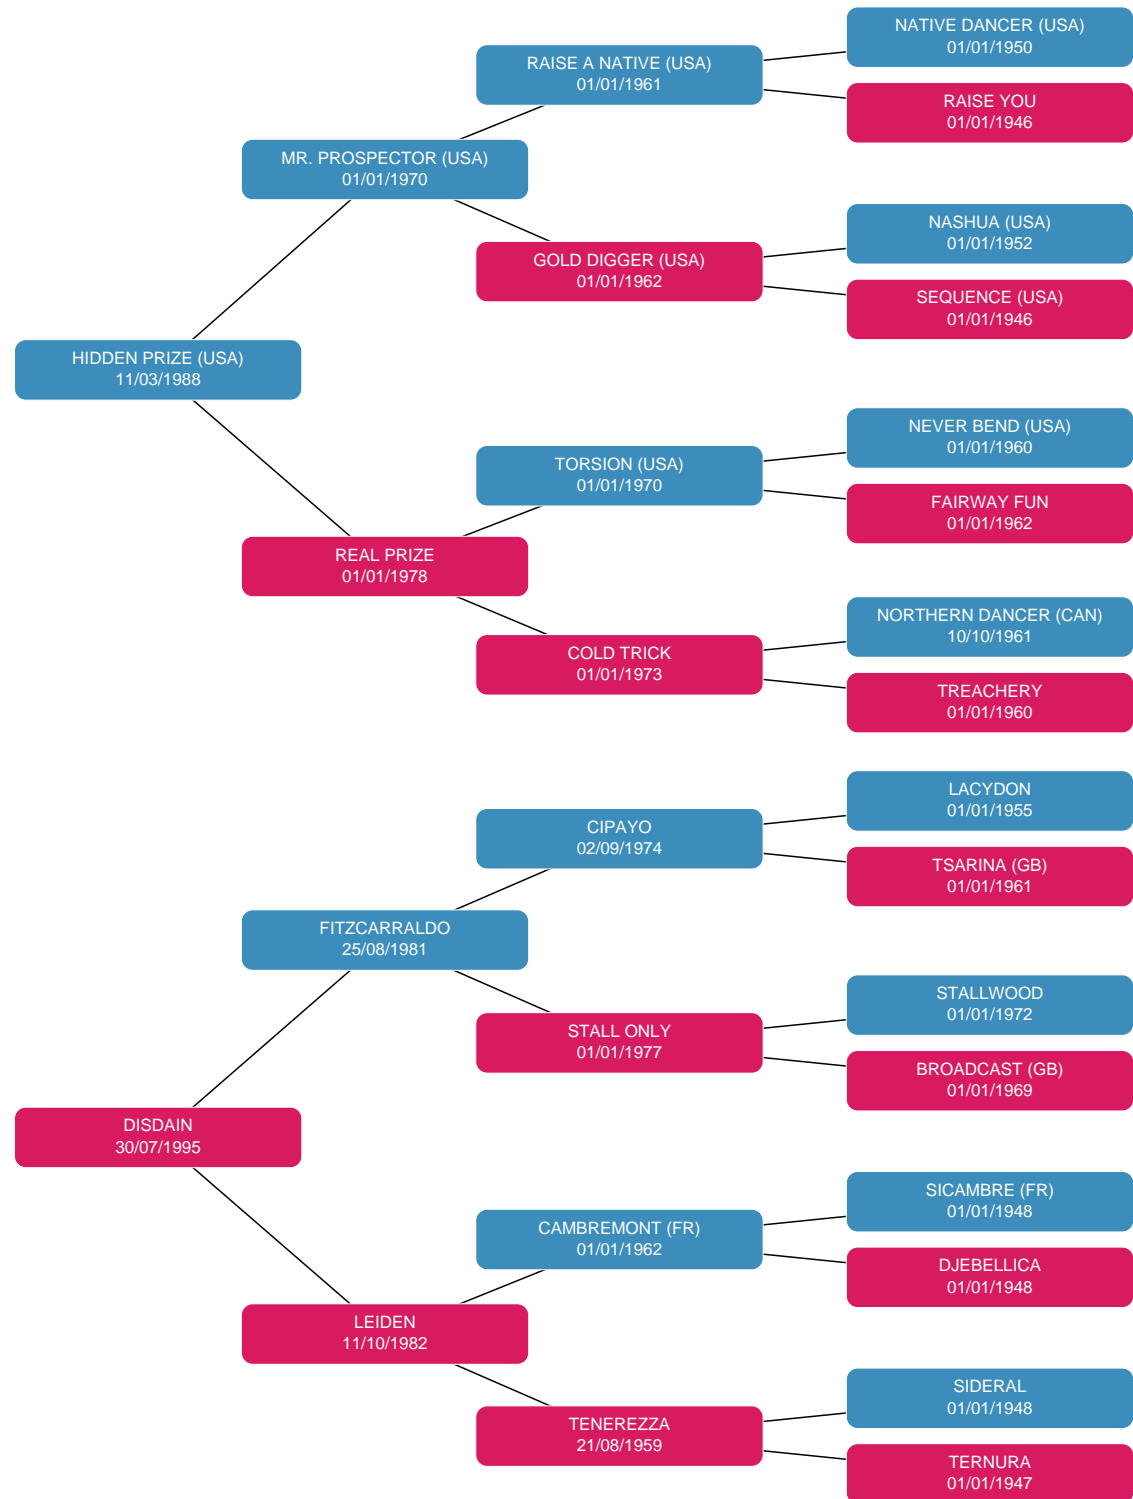 NATIVE DANCER (USA)
01/01/1950
RAISE A NATIVE (USA)
01/01/1961
RAISE YOU
01/01/1946
MR. PROSPECTOR (USA)
01/01/1970
NASHUA (USA)
01/01/1952
GOLD DIGGER (USA)
01/01/1962
SEQUENCE (USA)
01/01/1946
HIDDEN PRIZE (USA)
11/03/1988
NEVER BEND (USA)
01/01/1960
TORSION (USA)
01/01/1970
FAIRWAY FUN
01/01/1962
REAL PRIZE
01/01/1978
NORTHERN DANCER (CAN)
10/10/1961
COLD TRICK
01/01/1973
TREACHERY
01/01/1960
LACYDON
01/01/1955
CIPAYO
02/09/1974
TSARINA (GB)
01/01/1961
FITZCARRALDO
25/08/1981
STALLWOOD
01/01/1972
STALL ONLY
01/01/1977
BROADCAST (GB)
01/01/1969
DISDAIN
30/07/1995
SICAMBRE (FR)
01/01/1948
CAMBREMONT (FR)
01/01/1962
DJEBELLICA
01/01/1948
LEIDEN
11/10/1982
SIDERAL
01/01/1948
TENEREZZA
21/08/1959
TERNURA
01/01/1947